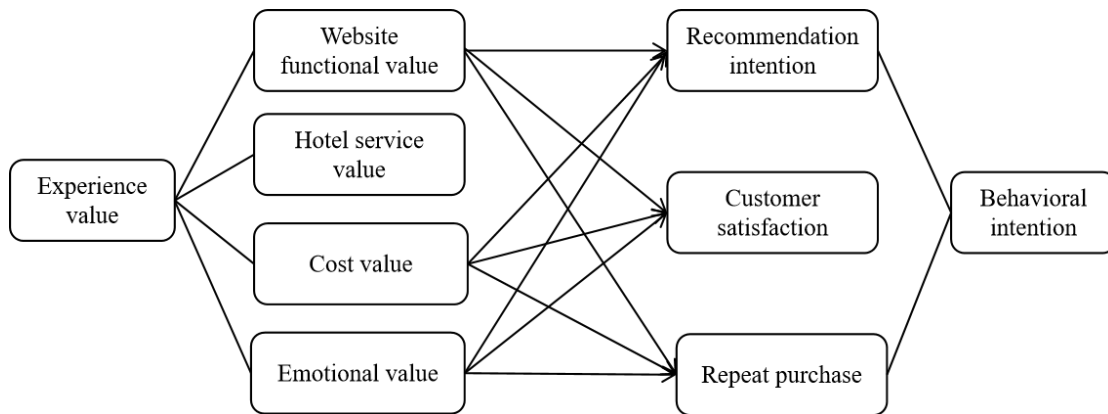 Website
functional value
Recommendation
intention
Hotel service
value
Experience
value
Customer
satisfaction
Behavioral
intention
Cost value
Emotional value
Repeat purchase